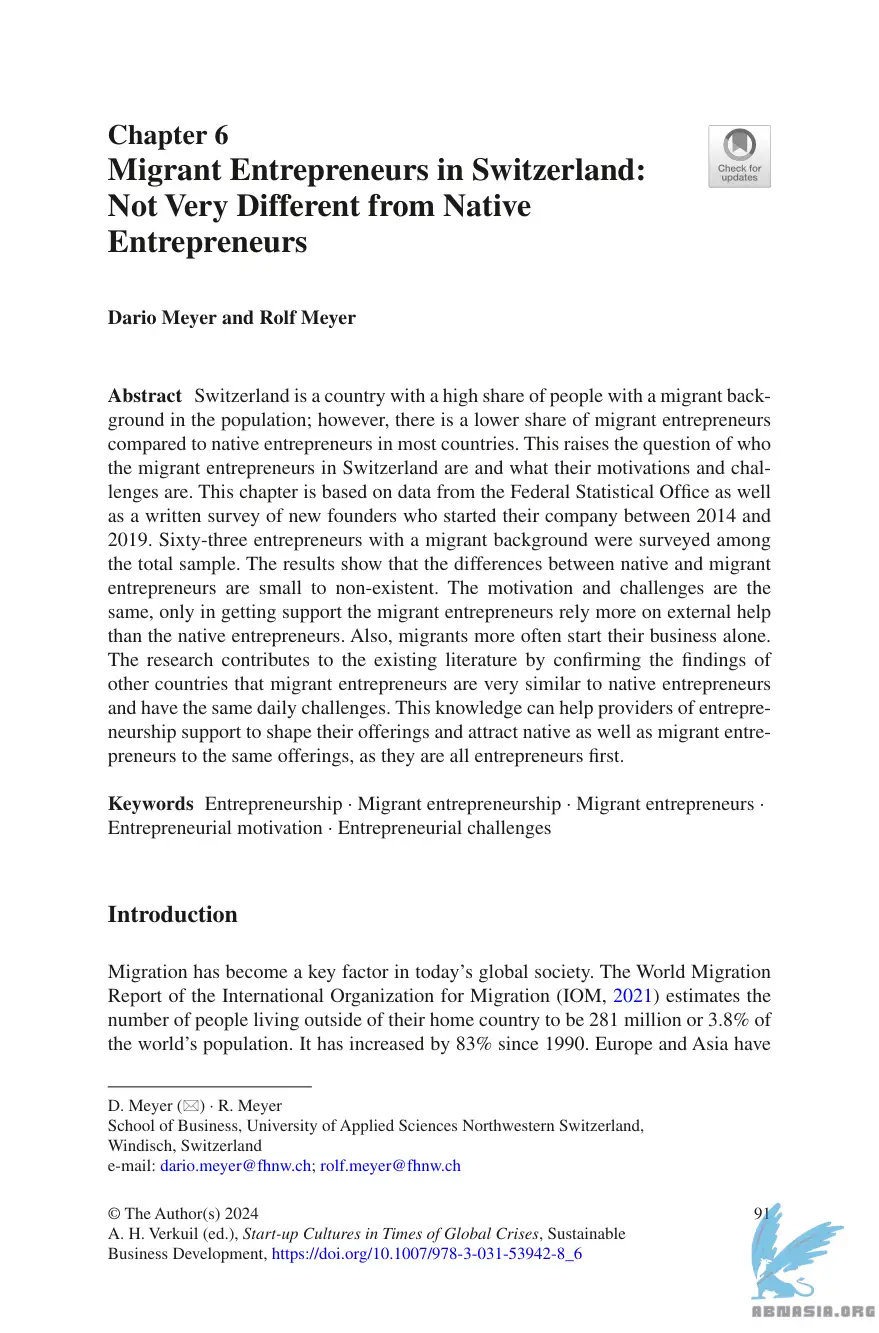 Chapter 6
Migrant Entrepreneurs in Switzerland:
Not Very Different from Native
Entrepreneurs
Check for
updates
Dario Meyer and Rolf Meyer
Abstract Switzerland is a country with a high share of people with a migrant back-
ground in the population; however, there is a lower share of migrant entrepreneurs
compared to native entrepreneurs in most countries. This raises the question of who
the migrant entrepreneurs in Switzerland are and what their motivations and chal-
lenges are. This chapter is based on data from the Federal Statistical Office as well
as a written survey of new founders who started their company between 2014 and
2019. Sixty-three entrepreneurs with a migrant background were surveyed among
the total sample. The results show that the differences between native and migrant
entrepreneurs are small to non-existent. The motivation and challenges are the
same, only in getting support the migrant entrepreneurs rely more on external help
than the native entrepreneurs. Also, migrants more often start their business alone.
The research contributes to the existing literature by confirming the findings of
other countries that migrant entrepreneurs are very similar to native entrepreneurs
and have the same daily challenges. This knowledge can help providers of entrepre-
neurship support to shape their offerings and attract native as well as migrant entre-
preneurs to the same offerings, as they are all entrepreneurs first.
Keywords Entrepreneurship · Migrant entrepreneurship · Migrant entrepreneurs ·
Entrepreneurial motivation · Entrepreneurial challenges
Introduction
Migration has become a key factor in today's global society. The World Migration
Report of the International Organization for Migration (IOM, 2021) estimates the
number of people living outside of their home country to be 281 million or 3.8% of
the world's population. It has increased by 83% since 1990. Europe and Asia have
D. Meyer (✉) · R. Meyer
School of Business, University of Applied Sciences Northwestern Switzerland,
Windisch, Switzerland
e-mail: dario.meyer@fhnw.ch; rolf.meyer@fhnw.ch
© The Author(s) 2024
91
A. H. Verkuil (ed.), Start-up Cultures in Times of Global Crises, Sustainable
Business Development, https://doi.org/10.1007/978-3-031-53942-8_6
ABNASIA.ORG